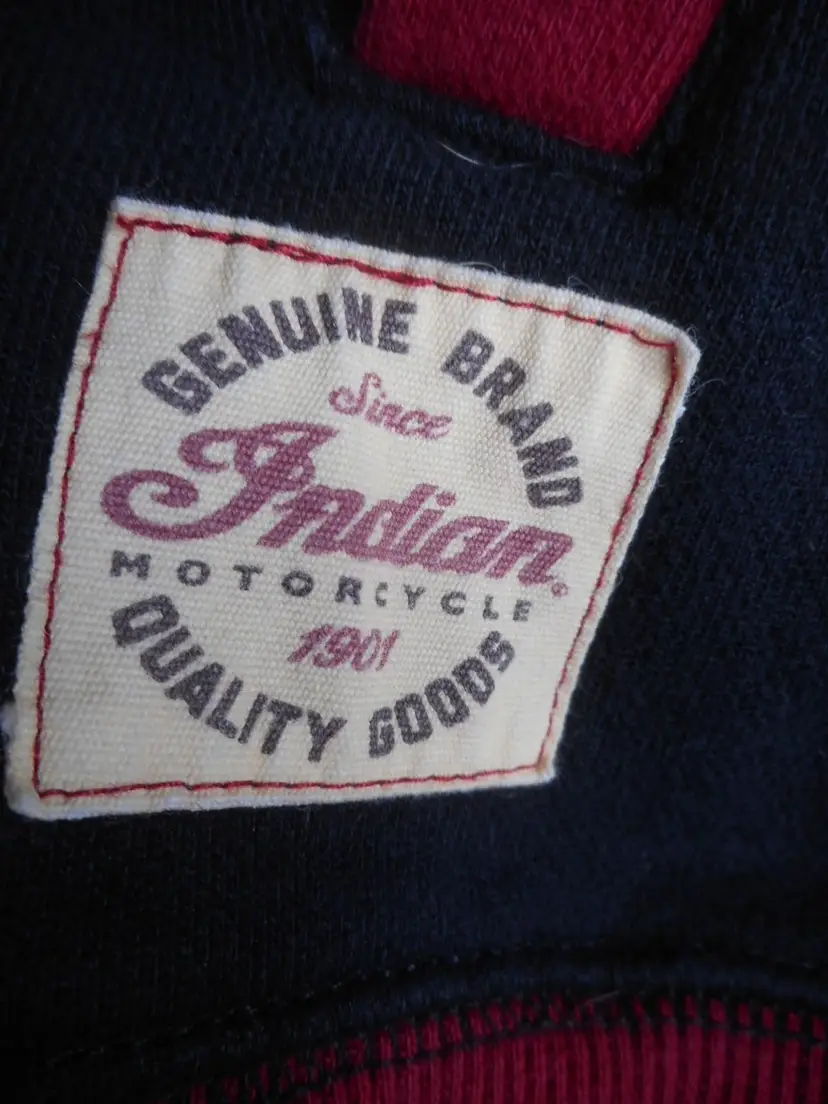 GENUINE BRAND
Since
Indian®
MOTORCYCLE
1901
QUALITY GOODS